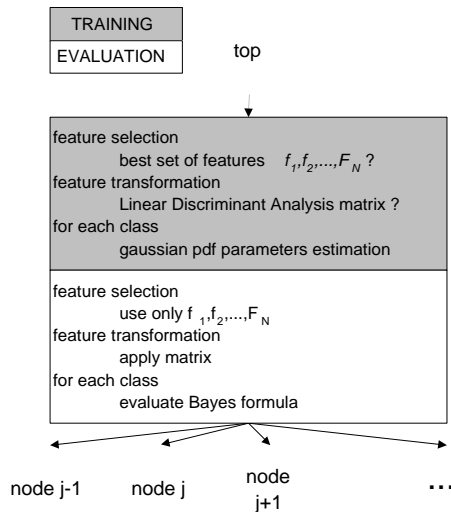 TRAINING
EVALUATION
top
feature selection
best set of features f1,f2,...,FN ?
feature transformation
Linear Discriminant Analysis matrix ?
for each class
gaussian pdf parameters estimation
feature selection
use only f1,f2,...,FN
feature transformation
apply matrix
for each class
evaluate Bayes formula
node j-1
node j
node
j+1
...